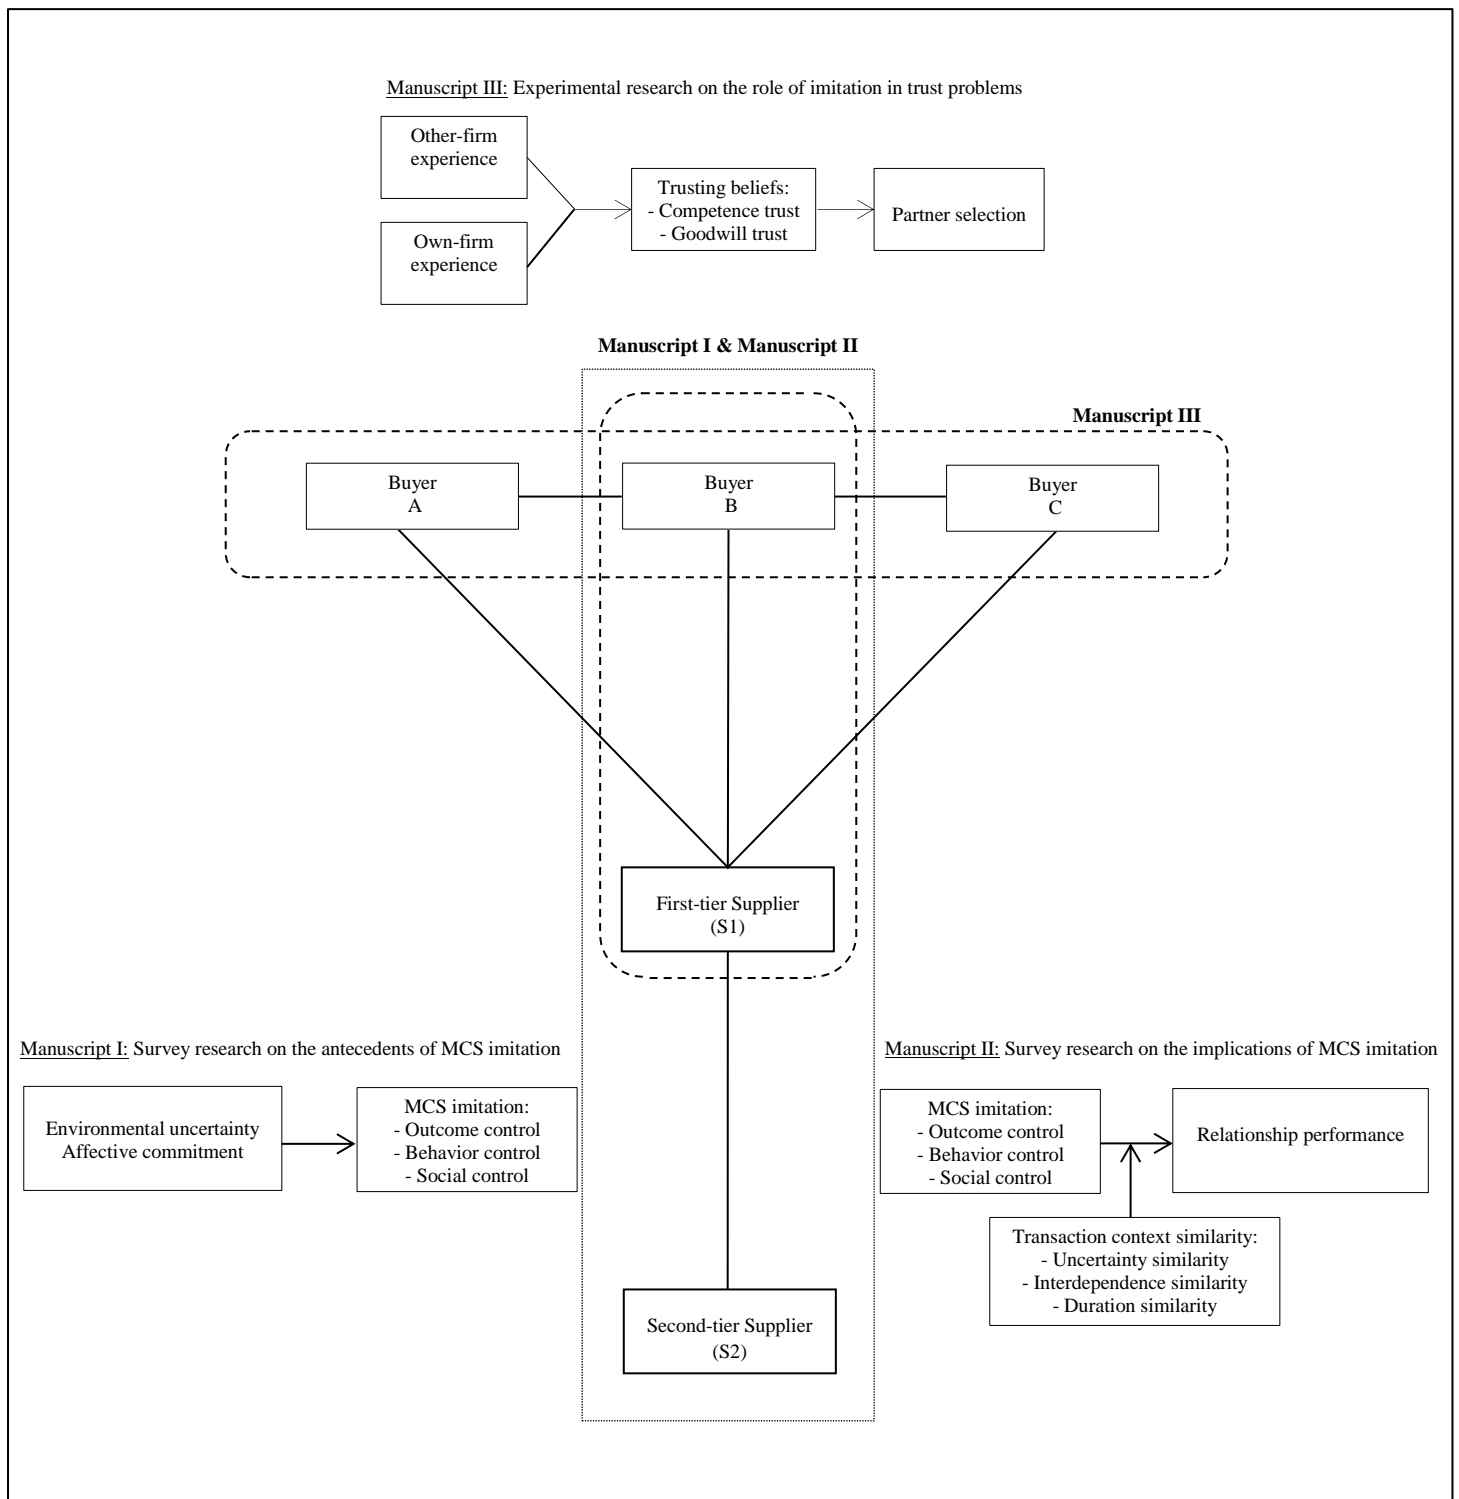 Manuscript III: Experimental research on the role of imitation in trust problems
Other-firm
experience
Own-firm
experience
Trusting beliefs:
- Competence trust
- Goodwill trust
Partner selection
Manuscript I & Manuscript II
Manuscript III
Buyer
A
Buyer
B
Buyer
C
First-tier Supplier
(S1)
Manuscript I: Survey research on the antecedents of MCS imitation
Environmental uncertainty
Affective commitment
MCS imitation:
- Outcome control
- Behavior control
- Social control
Manuscript II: Survey research on the implications of MCS imitation
MCS imitation:
- Outcome control
- Behavior control
- Social control
Relationship performance
Transaction context similarity:
- Uncertainty similarity
- Interdependence similarity
- Duration similarity
Second-tier Supplier
(S2)